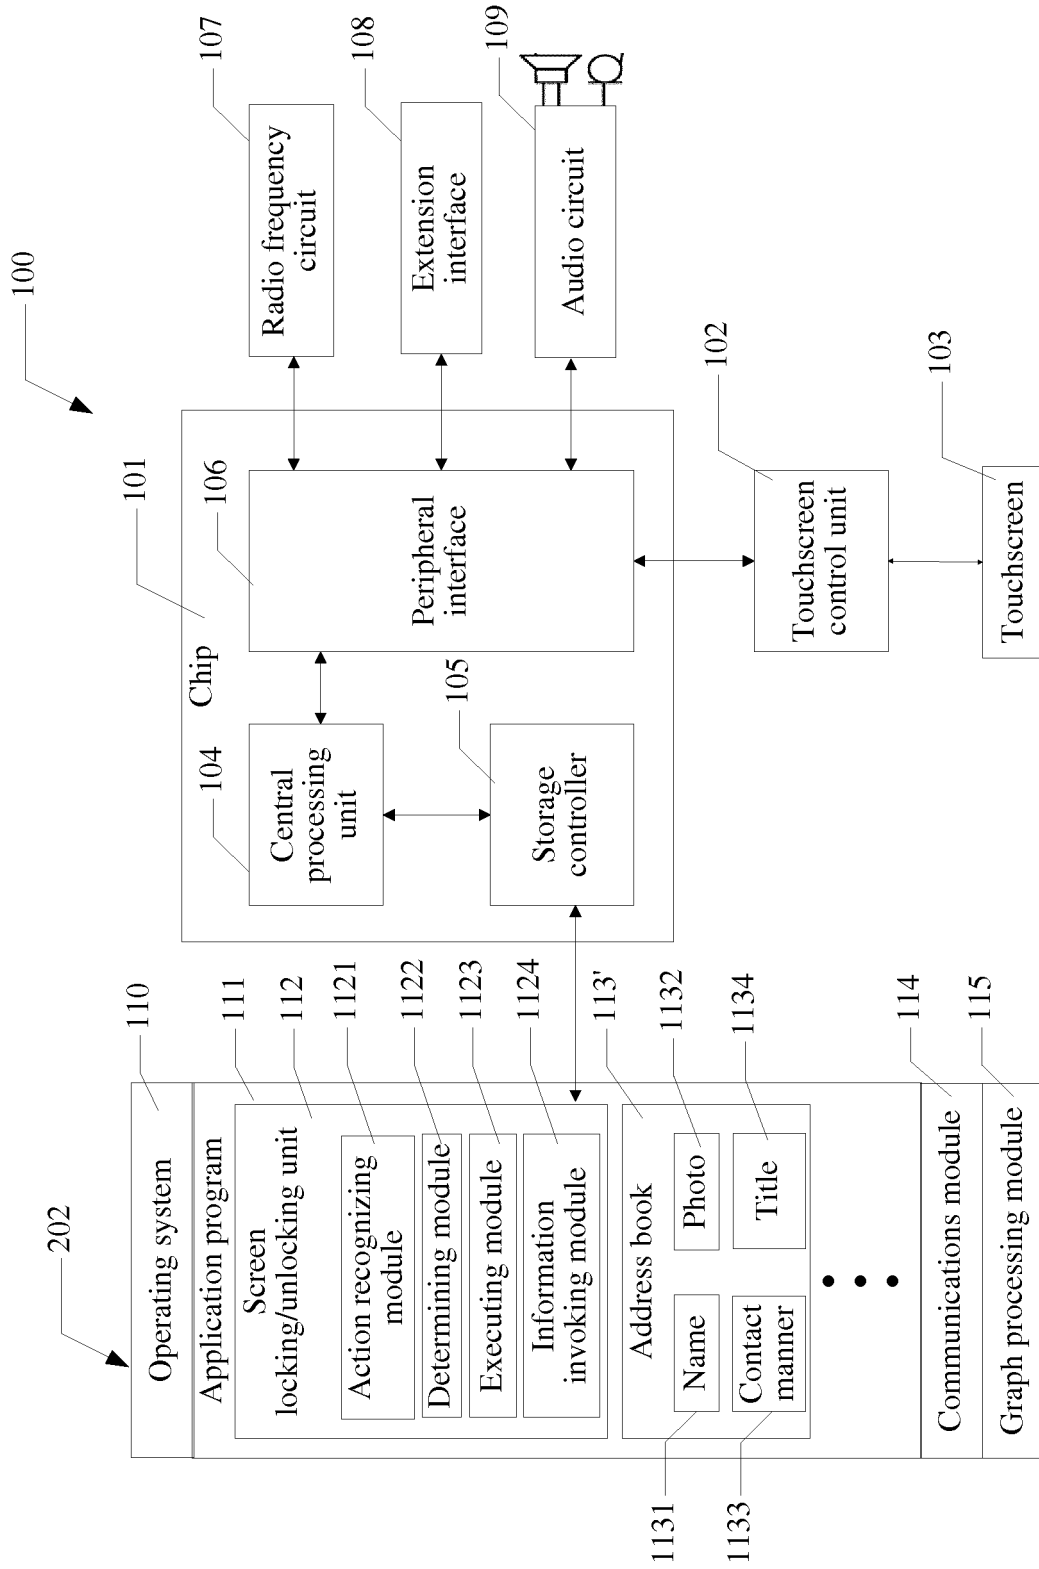 202
110
Operating system
Application program
111
Screen
locking/unlocking unit
112
Action recognizing
module
1121
Determining module
1122
Executing module
1123
Information
invoking module
1124
Address book
113'
Name
1131
Photo
1132
Contact
manner
1133
Title
1134
Communications module
114
Graph processing module
115
100
Chip
101
Central
processing
unit
104
Storage
controller
105
Peripheral
interface
106
Radio frequency
circuit
107
Extension
interface
108
Audio circuit
109
Touchscreen
control unit
102
Touchscreen
103